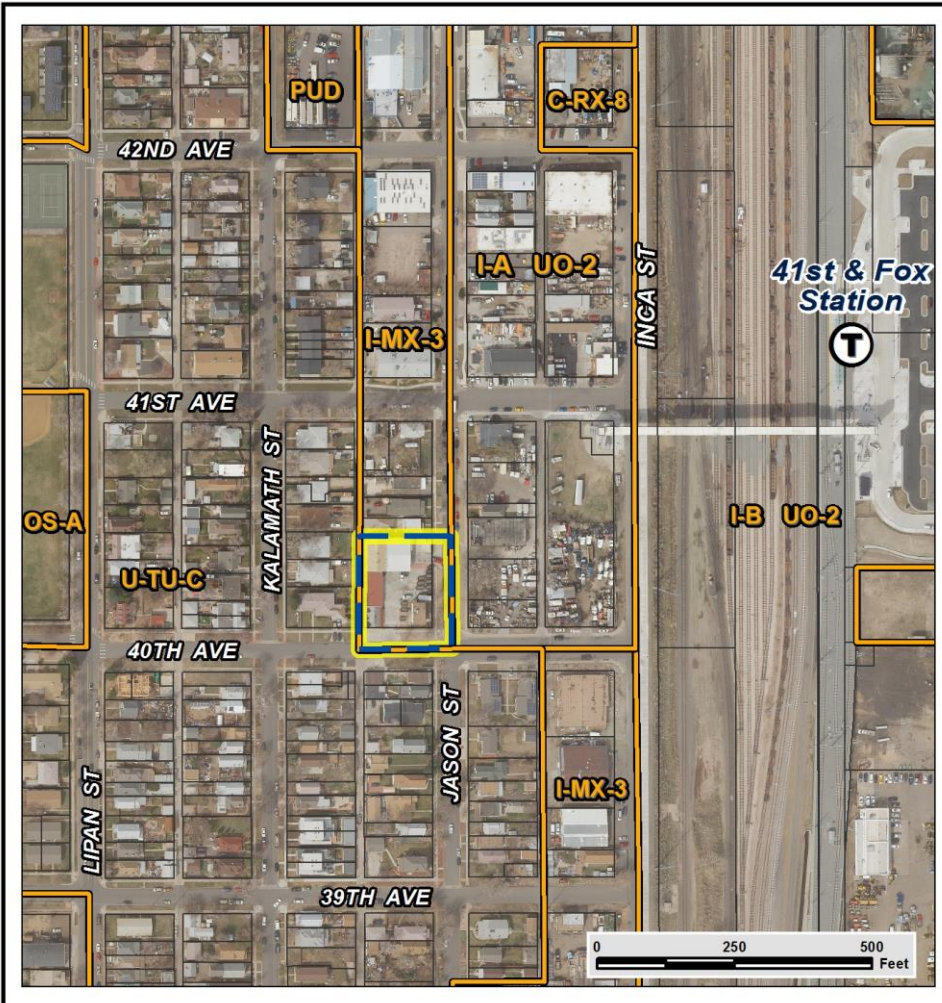 PUD
C-RX-8
42ND AVE
I-A UO-2
41st & Fox
Station
T
INCA ST
I-MX-3
41ST AVE
KALAMATH ST
OS-A
U-TU-C
I-B UO-2
40TH AVE
JASON ST
LIPAN ST
I-MX-3
39TH AVE
0 250 500
Feet